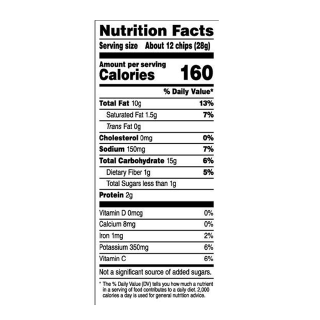 Nutrition Facts
Serving size About 12 chips (28g)
Amount per serving
Calories 160
% Daily Value*
Total Fat 10g 13%
Saturated Fat 1.5g 7%
Trans Fat 0g
Cholesterol 0mg 0%
Sodium 150mg 7%
Total Carbohydrate 15g 6%
Dietary Fiber 1g 5%
Total Sugars less than 1g
Protein 2g
Vitamin D 0mcg 0%
Calcium 8mg 0%
Iron 1mg 2%
Potassium 350mg 6%
Vitamin C 6%
Not a significant source of added sugars.
* The % Daily Value (DV) tells you how much a nutrient
in a serving of food contributes to a daily diet. 2,000
calories a day is used for general nutrition advice.